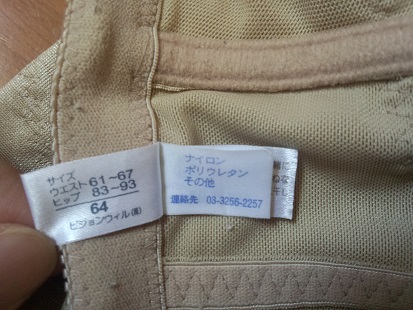 サイズ
ウエスト61~67
ヒップ 83~93
64
ビジョンウィル(株)
ナイロン
ポリウレタン
その他
連絡先 03-3256-2257